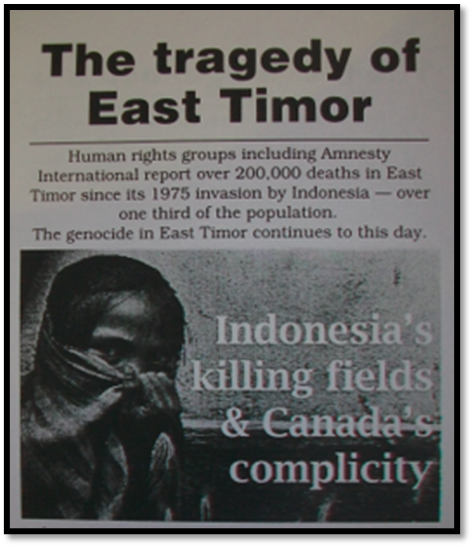 The tragedy of
East Timor
Human rights groups including Amnesty
International report over 200,000 deaths in East
Timor since its 1975 invasion by Indonesia — over
one third of the population.
The genocide in East Timor continues to this day.
Indonesia's
killing fields
& Canada's
complicity